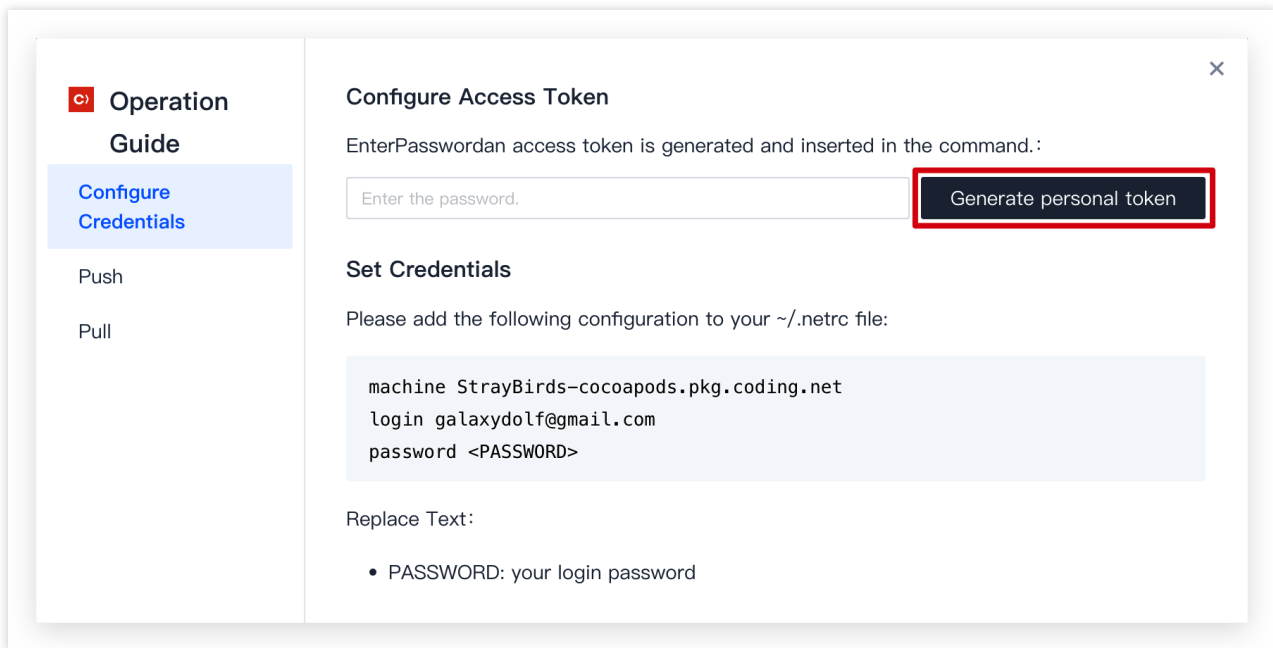 Operation
Guide
Configure
Credentials
Push
Pull
Configure Access Token
EnterPasswordan access token is generated and inserted in the command.:
Enter the password.
Generate personal token
Set Credentials
Please add the following configuration to your ~/.netrc file:
machine StrayBirds-cocoapods.pkg.coding.net
login galaxydolf@gmail.com
password <PASSWORD>
Replace Text:
• PASSWORD: your login password